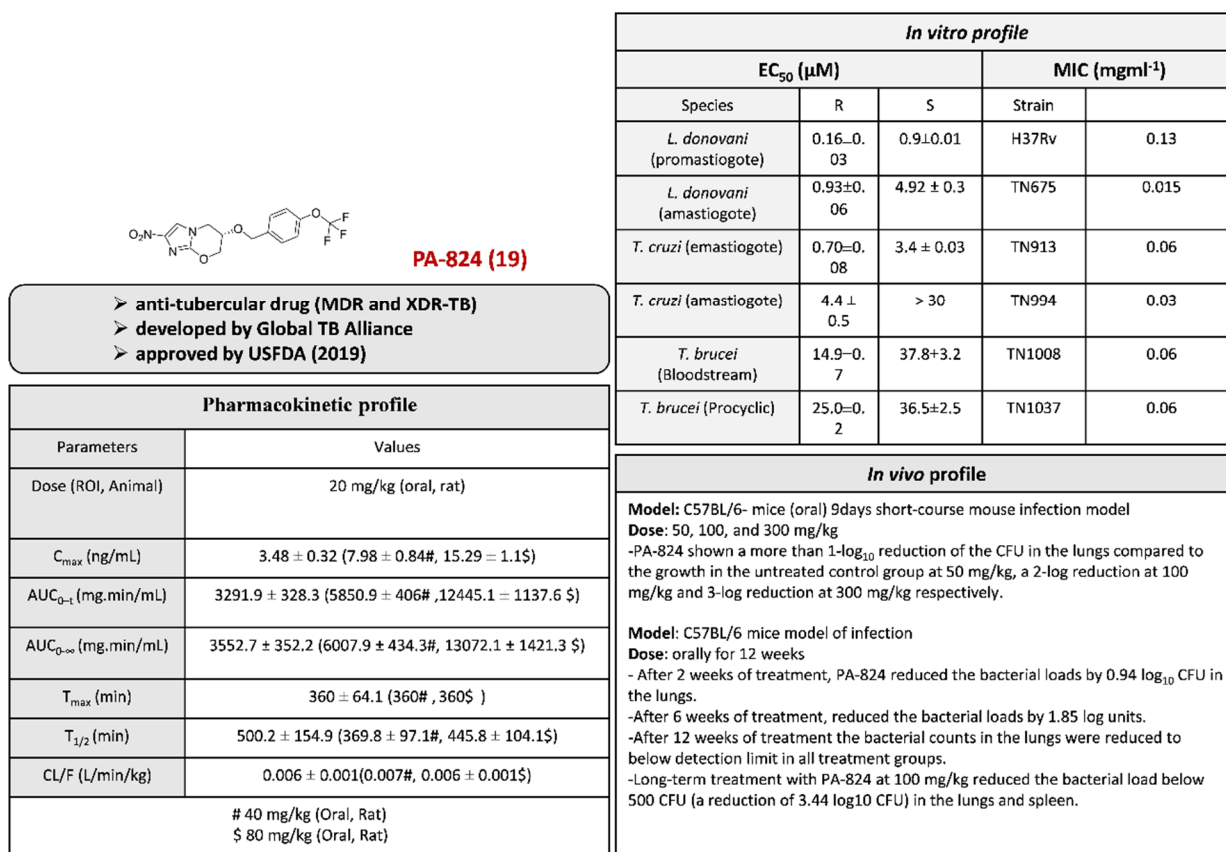 O₂N
N
N
O
O
O
F
F
F
PA-824 (19)
➢ anti-tubercular drug (MDR and XDR-TB)
➢ developed by Global TB Alliance
➢ approved by USFDA (2019)
Pharmacokinetic profile
Parameters Values
Dose (ROI, Animal) 20 mg/kg (oral, rat)
Cmax (ng/mL) 3.48 ± 0.32 (7.98 ± 0.84#, 15.29 ± 1.1$)
AUC0–t (mg.min/mL) 3291.9 ± 328.3 (5850.9 ± 406# ,12445.1 ± 1137.6 $)
AUC0-∞ (mg.min/mL) 3552.7 ± 352.2 (6007.9 ± 434.3#, 13072.1 ± 1421.3 $)
Tmax (min) 360 ± 64.1 (360# , 360$ )
T1/2 (min) 500.2 ± 154.9 (369.8 ± 97.1#, 445.8 ± 104.1$)
CL/F (L/min/kg) 0.006 ± 0.001(0.007#, 0.006 ± 0.001$)
# 40 mg/kg (Oral, Rat)
$ 80 mg/kg (Oral, Rat)
In vitro profile
EC50 (µM) MIC (mgml-1)
Species R S Strain
L. donovani (promastiogote) 0.16±0.03 0.9±0.01 H37Rv 0.13
L. donovani (amastiogote) 0.93±0.06 4.92 ± 0.3 TN675 0.015
T. cruzi (emastiogote) 0.70±0.08 3.4 ± 0.03 TN913 0.06
T. cruzi (amastiogote) 4.4 ± 0.5 > 30 TN994 0.03
T. brucei (Bloodstream) 14.9±0.7 37.8±3.2 TN1008 0.06
T. brucei (Procyclic) 25.0±0.2 36.5±2.5 TN1037 0.06
In vivo profile
Model: C57BL/6- mice (oral) 9days short-course mouse infection model
Dose: 50, 100, and 300 mg/kg
-PA-824 shown a more than 1-log10 reduction of the CFU in the lungs compared to
the growth in the untreated control group at 50 mg/kg, a 2-log reduction at 100
mg/kg and 3-log reduction at 300 mg/kg respectively.
Model: C57BL/6 mice model of infection
Dose: orally for 12 weeks
- After 2 weeks of treatment, PA-824 reduced the bacterial loads by 0.94 log10 CFU in
the lungs.
-After 6 weeks of treatment, reduced the bacterial loads by 1.85 log units.
-After 12 weeks of treatment the bacterial counts in the lungs were reduced to
below detection limit in all treatment groups.
-Long-term treatment with PA-824 at 100 mg/kg reduced the bacterial load below
500 CFU (a reduction of 3.44 log10 CFU) in the lungs and spleen.